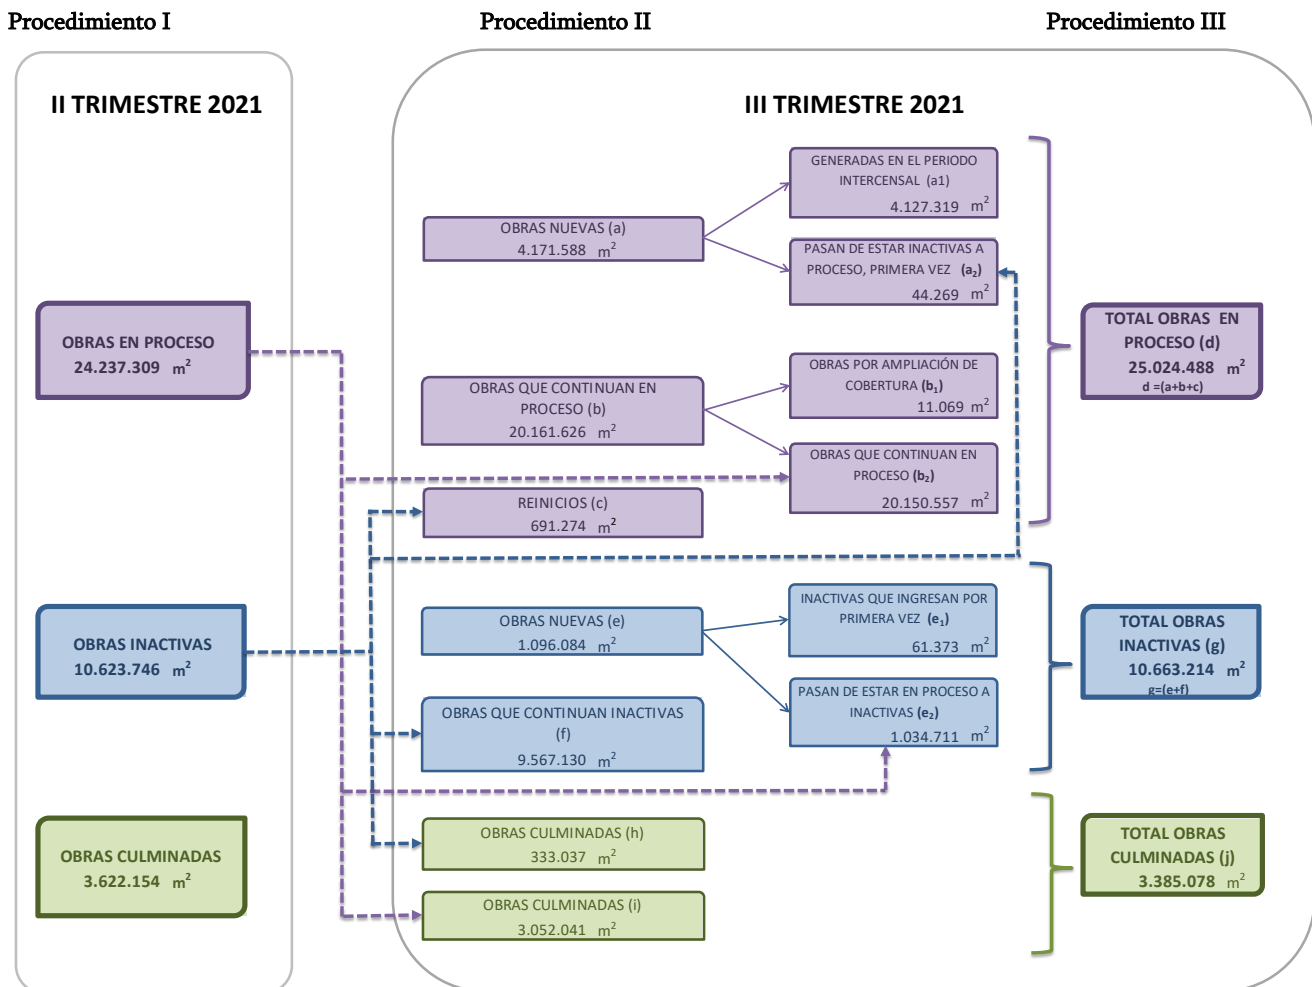 Procedimiento I
Procedimiento II
Procedimiento III
II TRIMESTRE 2021
III TRIMESTRE 2021
OBRAS EN PROCESO
24.237.309 m²
OBRAS INACTIVAS
10.623.746 m²
OBRAS CULMINADAS
3.622.154 m²
OBRAS NUEVAS (a)
4.171.588 m²
OBRAS QUE CONTINUAN EN
PROCESO (b)
20.161.626 m²
REINICIOS (c)
691.274 m²
OBRAS NUEVAS (e)
1.096.084 m²
OBRAS QUE CONTINUAN INACTIVAS
(f)
9.567.130 m²
OBRAS CULMINADAS (h)
333.037 m²
OBRAS CULMINADAS (i)
3.052.041 m²
GENERADAS EN EL PERIODO
INTERCENSAL (a1)
4.127.319 m²
PASAN DE ESTAR INACTIVAS A
PROCESO, PRIMERA VEZ (a₂)
44.269 m²
OBRAS POR AMPLIACIÓN DE
COBERTURA (b₁)
11.069 m²
OBRAS QUE CONTINUAN EN
PROCESO (b₂)
20.150.557 m²
INACTIVAS QUE INGRESAN POR
PRIMERA VEZ (e₁)
61.373 m²
PASAN DE ESTAR EN PROCESO A
INACTIVAS (e₂)
1.034.711 m²
TOTAL OBRAS EN
PROCESO (d)
25.024.488 m²
d =(a+b+c)
TOTAL OBRAS
INACTIVAS (g)
10.663.214 m²
g=(e+f)
TOTAL OBRAS
CULMINADAS (j)
3.385.078 m²